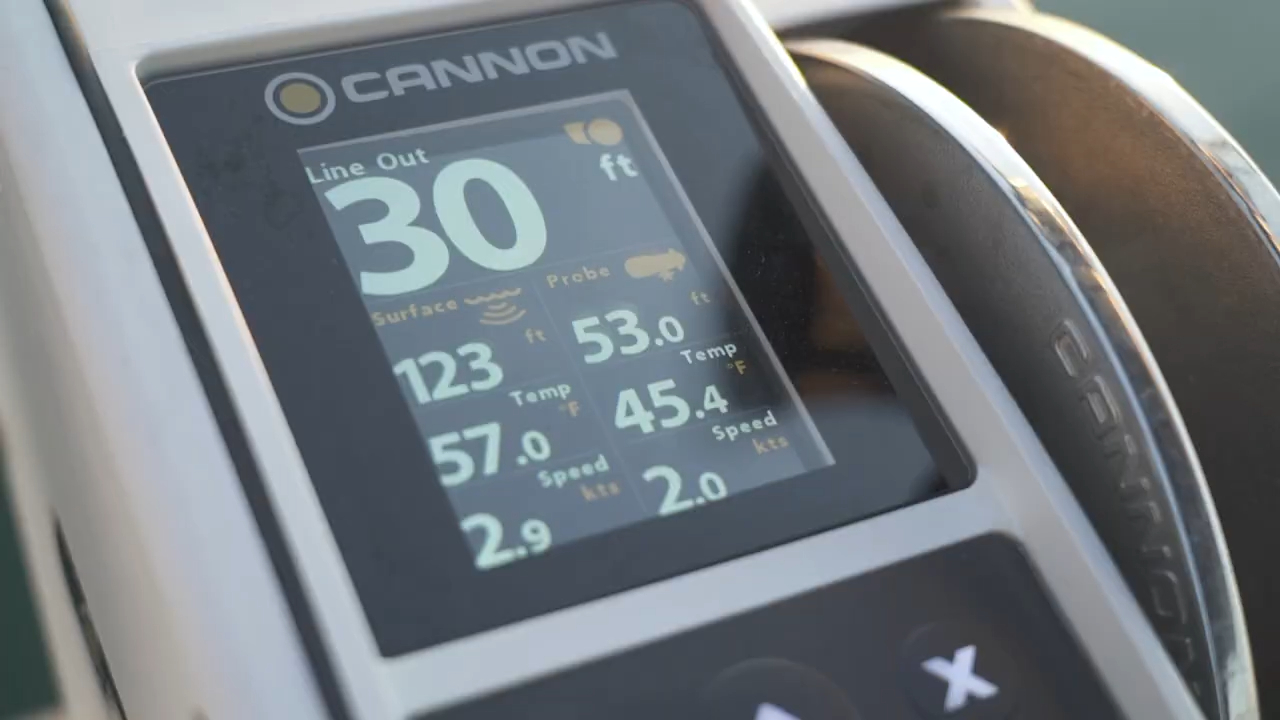 CANNON
Line Out
30 ft
Surface
Probe
ft
ft
123
53.0
Temp
Temp
°F
°F
57.0
45.4
Speed
Speed
kts
kts
2.9
2.0
X
CANNON